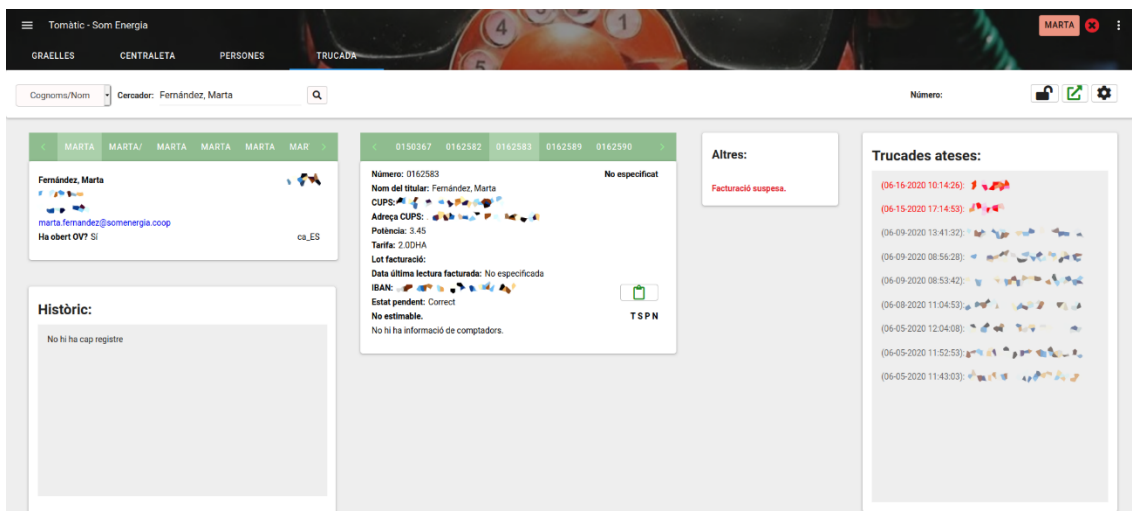 Tomàtic - Som Energia
MARTA
GRAELLES CENTRALETA PERSONES TRUCADA
4 3 2 1
5
Cognoms/Nom Cercador: Fernández, Marta Número:
MARTA MARTA/ MARTA MARTA MARTA MAR
Fernández, Marta
marta.fernandez@somenergia.coop
Ha obert OV? Sí ca_ES
Històric:
No hi ha cap registre
0150367 0162582 0162583 0162589 0162590
Número: 0162583 No especificat
Nom del titular: Fernández, Marta
CUPS:
Adreça CUPS:
Potència: 3.45
Tarifa: 2.0DHA
Lot facturació:
Data última lectura facturada: No especificada
IBAN:
Estat pendent: Correct
No estimable. T S P N
No hi ha informació de comptadors.
Altres:
Facturació suspesa.
Trucades ateses:
(06-16-2020 10:14:26):
(06-15-2020 17:14:53):
(06-09-2020 13:41:32):
(06-09-2020 08:56:28):
(06-09-2020 08:53:42):
(06-08-2020 11:04:53):
(06-05-2020 12:04:08):
(06-05-2020 11:52:53):
(06-05-2020 11:43:03):